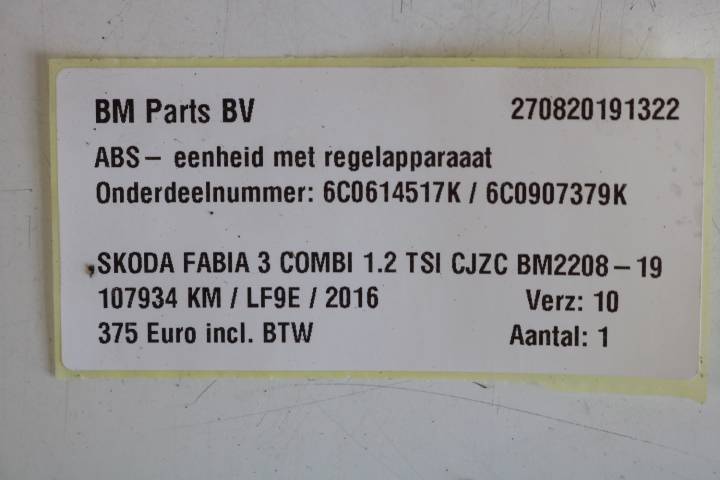 BM Parts BV 270820191322
ABS- eenheid met regelapparaaat
Onderdeelnummer: 6C0614517K / 6C0907379K
SKODA FABIA 3 COMBI 1.2 TSI CJZC BM2208-19
107934 KM / LF9E / 2016 Verz: 10
375 Euro incl. BTW Aantal: 1